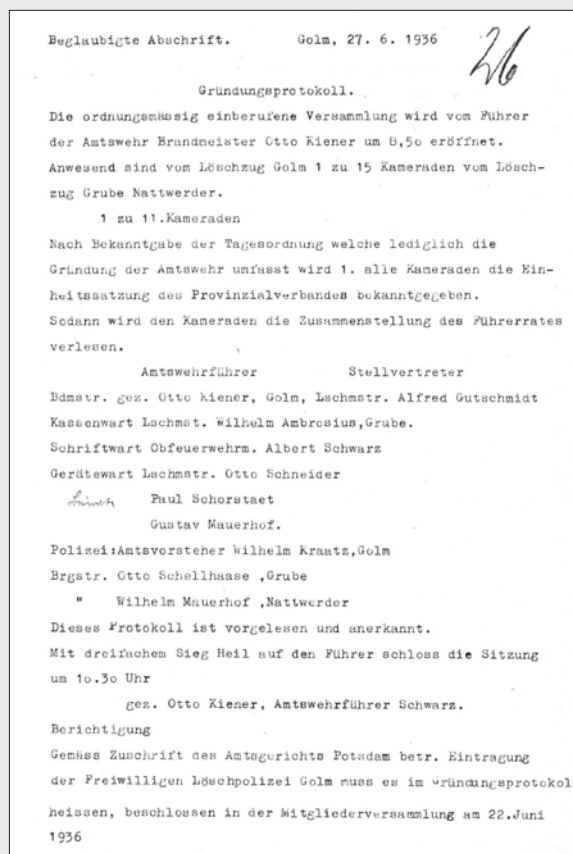 Beglaubigte Abschrift. Golm, 27. 6. 1936
26
Gründungsprotokoll.
Die ordnungsmässig einberufene Versammlung wird vom Führer
der Amtswehr Brandmeister Otto Kiener um 8,50 eröffnet.
Anwesend sind vom Löschzug Golm 1 zu 15 Kameraden vom Lösch-
zug Grube Nattwerder.
1 zu 11.Kameraden
Nach Bekanntgabe der Tagesordnung welche lediglich die
Gründung der Amtswehr umfasst wird 1. alle Kameraden die Ein-
heitssatzung des Provinzialverbandes bekanntgegeben.
Sodann wird den Kameraden die Zusammenstellung des Führerrates
verlesen.
Amtswehrführer Stellvertreter
Bdmstr. gez. Otto Kiener, Golm, Lschmstr. Alfred Gutschmidt
Kassenwart Lschmst. Wilhelm Ambrosius,Grube.
Schriftwart Obfeuerwehrm. Albert Schwarz
Gerätewart Lschmstr. Otto Schneider
Paul Schorstaet
Gustav Mauerhof.
Polizei:Amtsvorsteher Wilhelm Kraatz,Golm
Brgstr. Otto Schellhaase ,Grube
" Wilhelm Mauerhof ,Nattwerder
Dieses Protokoll ist vorgelesen und anerkannt.
Mit dreifachem Sieg Heil auf den Führer schloss die Sitzung
um 1o.3o Uhr
gez. Otto Kiener, Amtswehrführer Schwarz.
Berichtigung
Gemäss Zuschrift des Amtsgerichts Potsdam betr. Eintragung
der Freiwilligen Löschpolizei Golm muss es im Gründungsprotokol
heissen, beschlossen in der Mitgliederversammlung am 22.Juni
1936